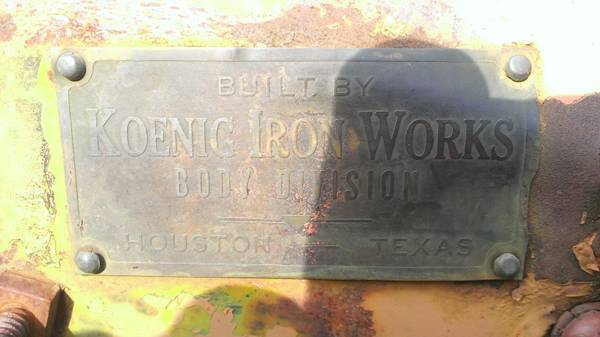 BUILT BY
KOENIG IRON WORKS
BODY DIVISION
HOUSTON — TEXAS